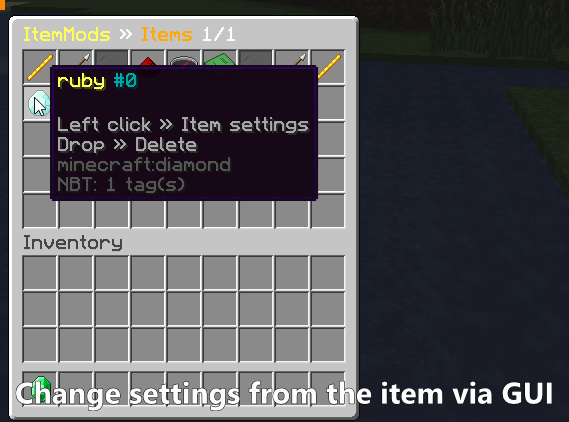 ItemMods » Items 1/1
ruby #0
Left click » Item settings
Drop » Delete
minecraft:diamond
NBT: 1 tag(s)
Inventory
Change settings from the item via GUI